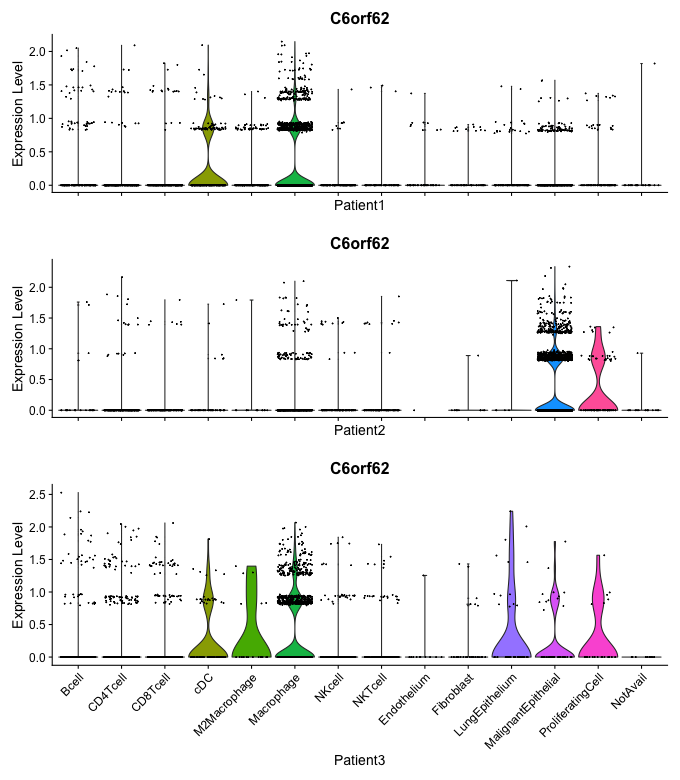 C6orf62
Expression Level
2.0
1.5
1.0
0.5
0.0
Patient1
C6orf62
Expression Level
2.0
1.5
1.0
0.5
0.0
Patient2
C6orf62
Expression Level
2.5
2.0
1.5
1.0
0.5
0.0
Bcell
CD4Tcell
CD8Tcell
cDC
M2Macrophage
Macrophage
NKcell
NKTcell
Endothelium
Fibroblast
LungEpithelium
MalignantEpithelial
ProliferatingCell
NotAvail
Patient3